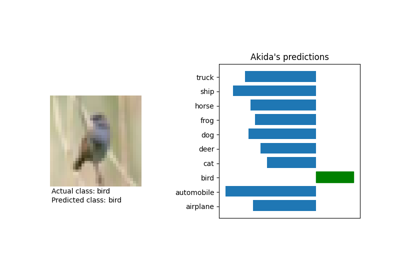 Akida's predictions
truck
ship
horse
frog
dog
deer
cat
bird
automobile
airplane
Actual class: bird
Predicted class: bird